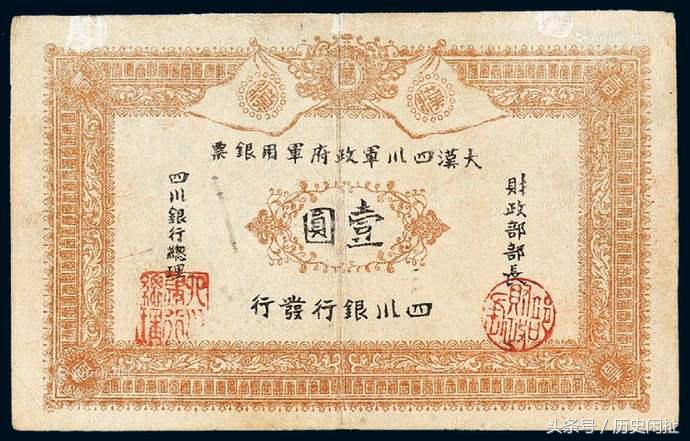 大漢四川軍政府軍用銀票
壹圓
四川銀行發行
財政部部長
四川銀行總理
头条号 / 历史闲扯